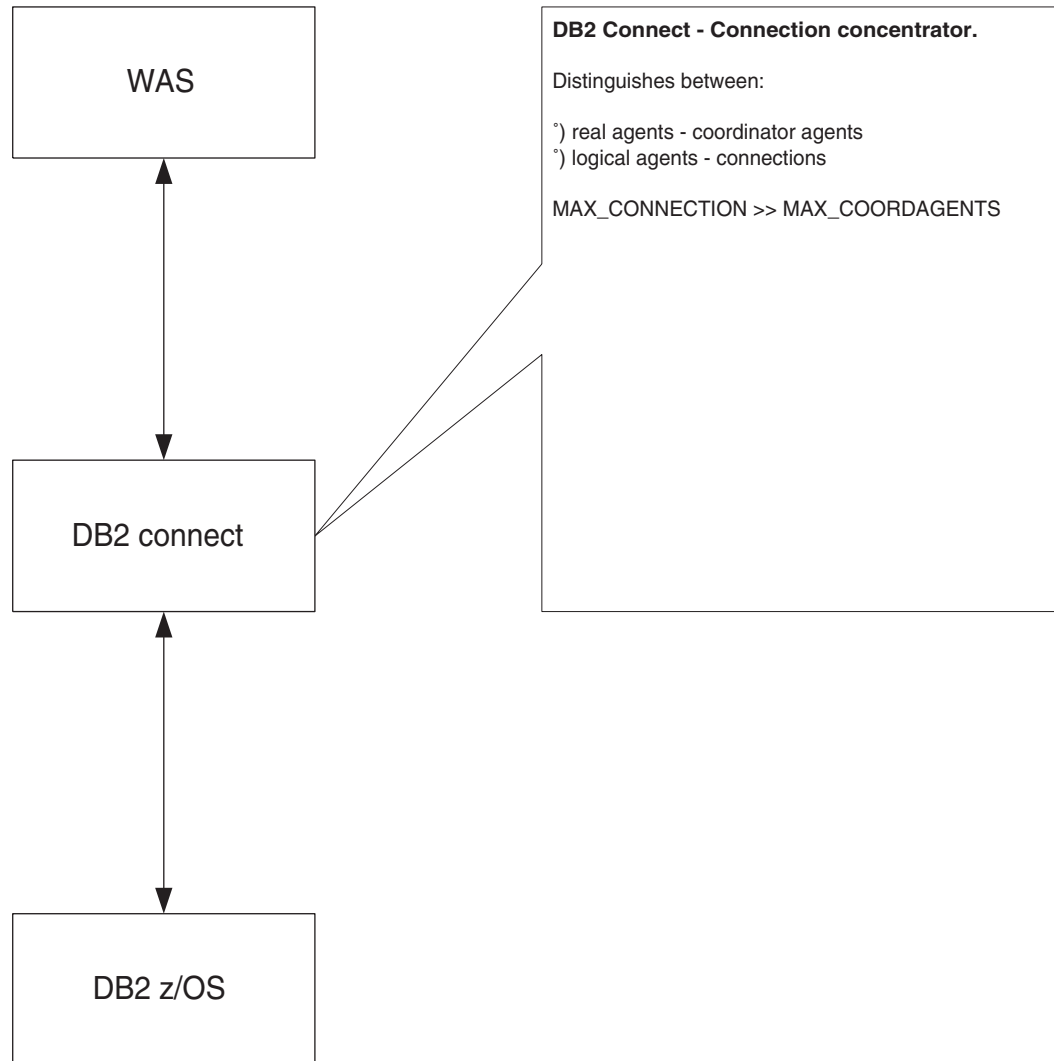 WAS
DB2 Connect - Connection concentrator.
Distinguishes between:
°) real agents - coordinator agents
°) logical agents - connections
MAX_CONNECTION >> MAX_COORDAGENTS
DB2 connect
DB2 z/OS